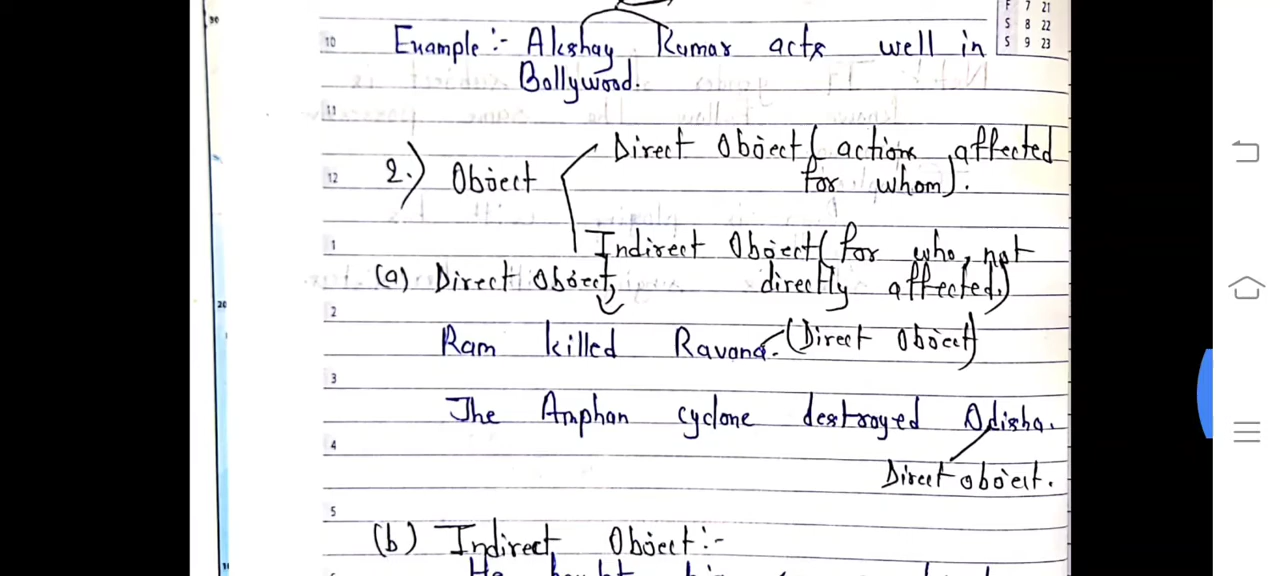 F 7 21
S 8 22
S 9 23
10 Example :- Akshay Kumar acts well in
Bollywood.
11
Direct Object ( action affected
12 2.) Object for whom).
1 Indirect Object ( for who, not
(a) Direct Object, directly affected.)
2
Ram killed Ravana. (Direct Object)
3
The Amphan cyclone destroyed Odisha.
4
Direct object.
5
(b) Indirect Object :-